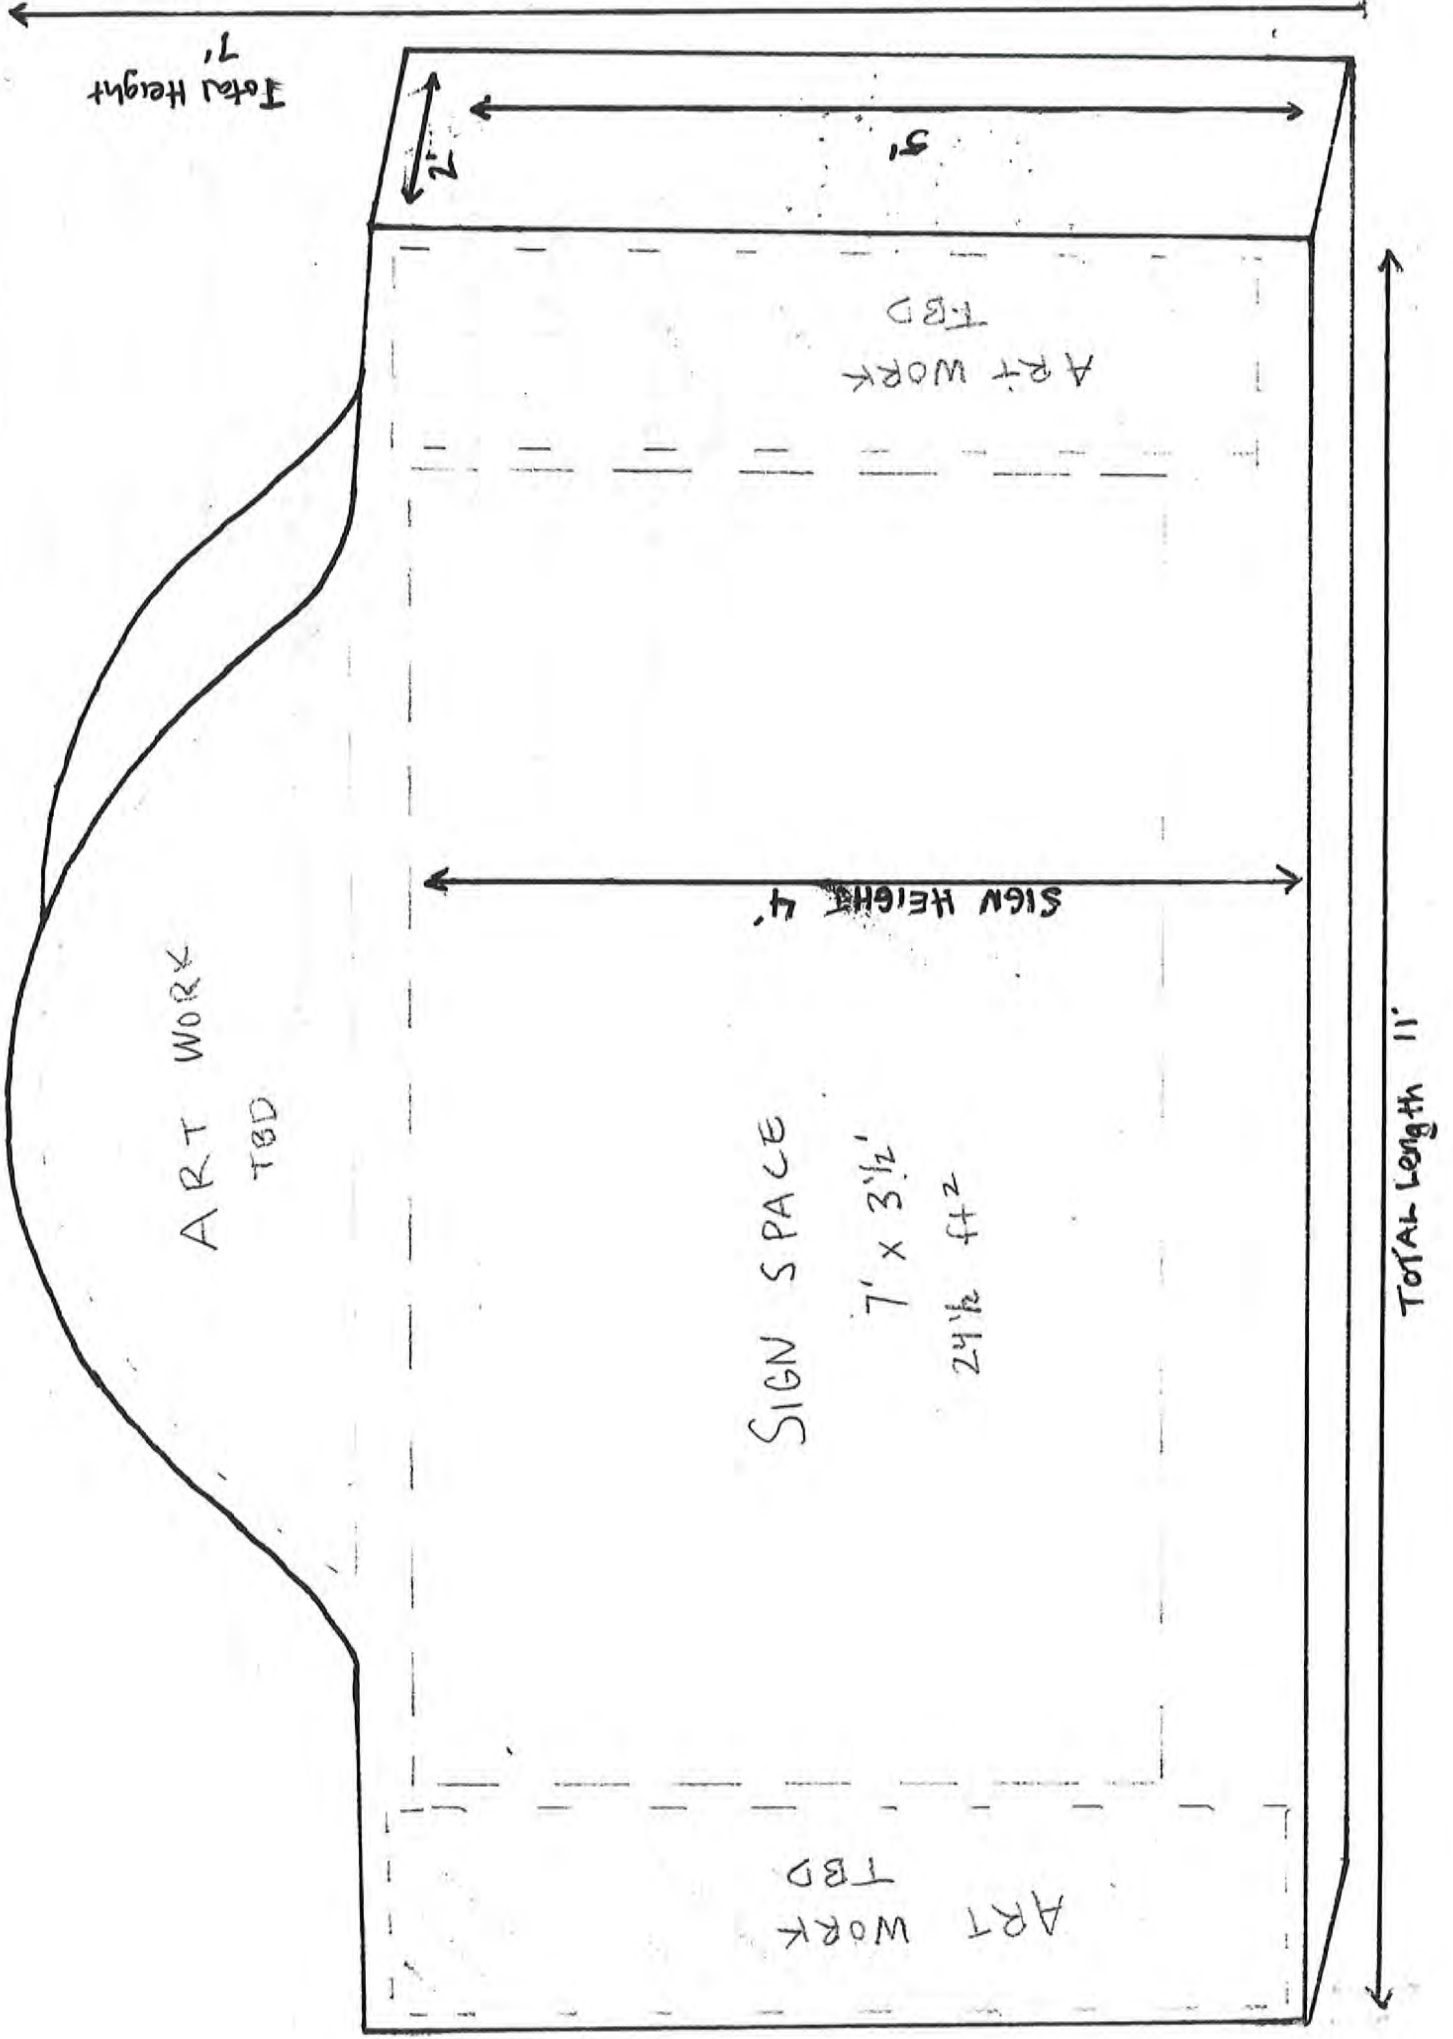 Total Height
7'
2'
5'
ART WORK
TBD
ART WORK
TBD
SIGN HEIGHT 4'
SIGN SPACE
7' x 3½'
24½ ft²
ART WORK
TBD
TOTAL Length 11'